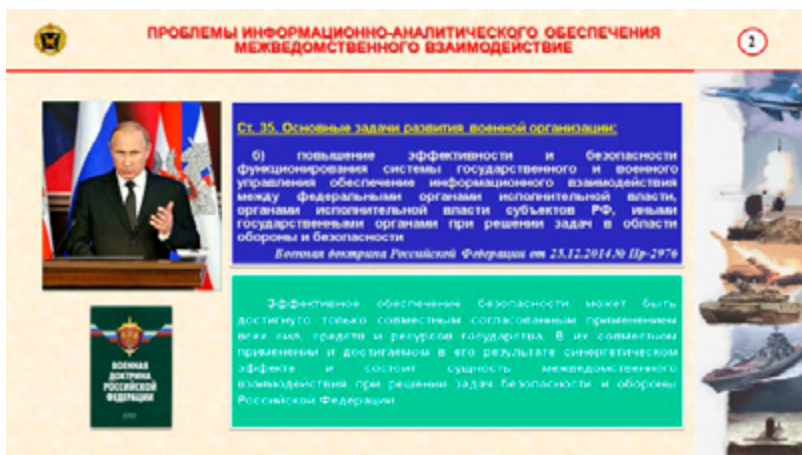 ПРОБЛЕМЫ ИНФОРМАЦИОННО-АНАЛИТИЧЕСКОГО ОБЕСПЕЧЕНИЯ
МЕЖВЕДОМСТВЕННОГО ВЗАИМОДЕЙСТВИЕ
2
Ст. 35. Основные задачи развития военной организации:
б) повышение эффективности и безопасности
функционирования системы государственного и военного
управления обеспечение информационного взаимодействия
между федеральными органами исполнительной власти,
органами исполнительной власти субъектов РФ, иными
государственными органами при решении задач в области
обороны и безопасности
Военная доктрина Российской Федерации от 25.12.2014.№ Пр-2976
Эффективное обеспечение безопасности может быть
достигнуто только совместным согласованным применением
всех сил, средств и ресурсов государства. В их совместном
применении и достигаемом в его результате синергетическом
эффекте и состоит сущность межведомственного
взаимодействия при решении задач безопасности и обороны
Российской Федерации
ВОЕННАЯ
ДОКТРИНА
РОССИЙСКОЙ
ФЕДЕРАЦИИ